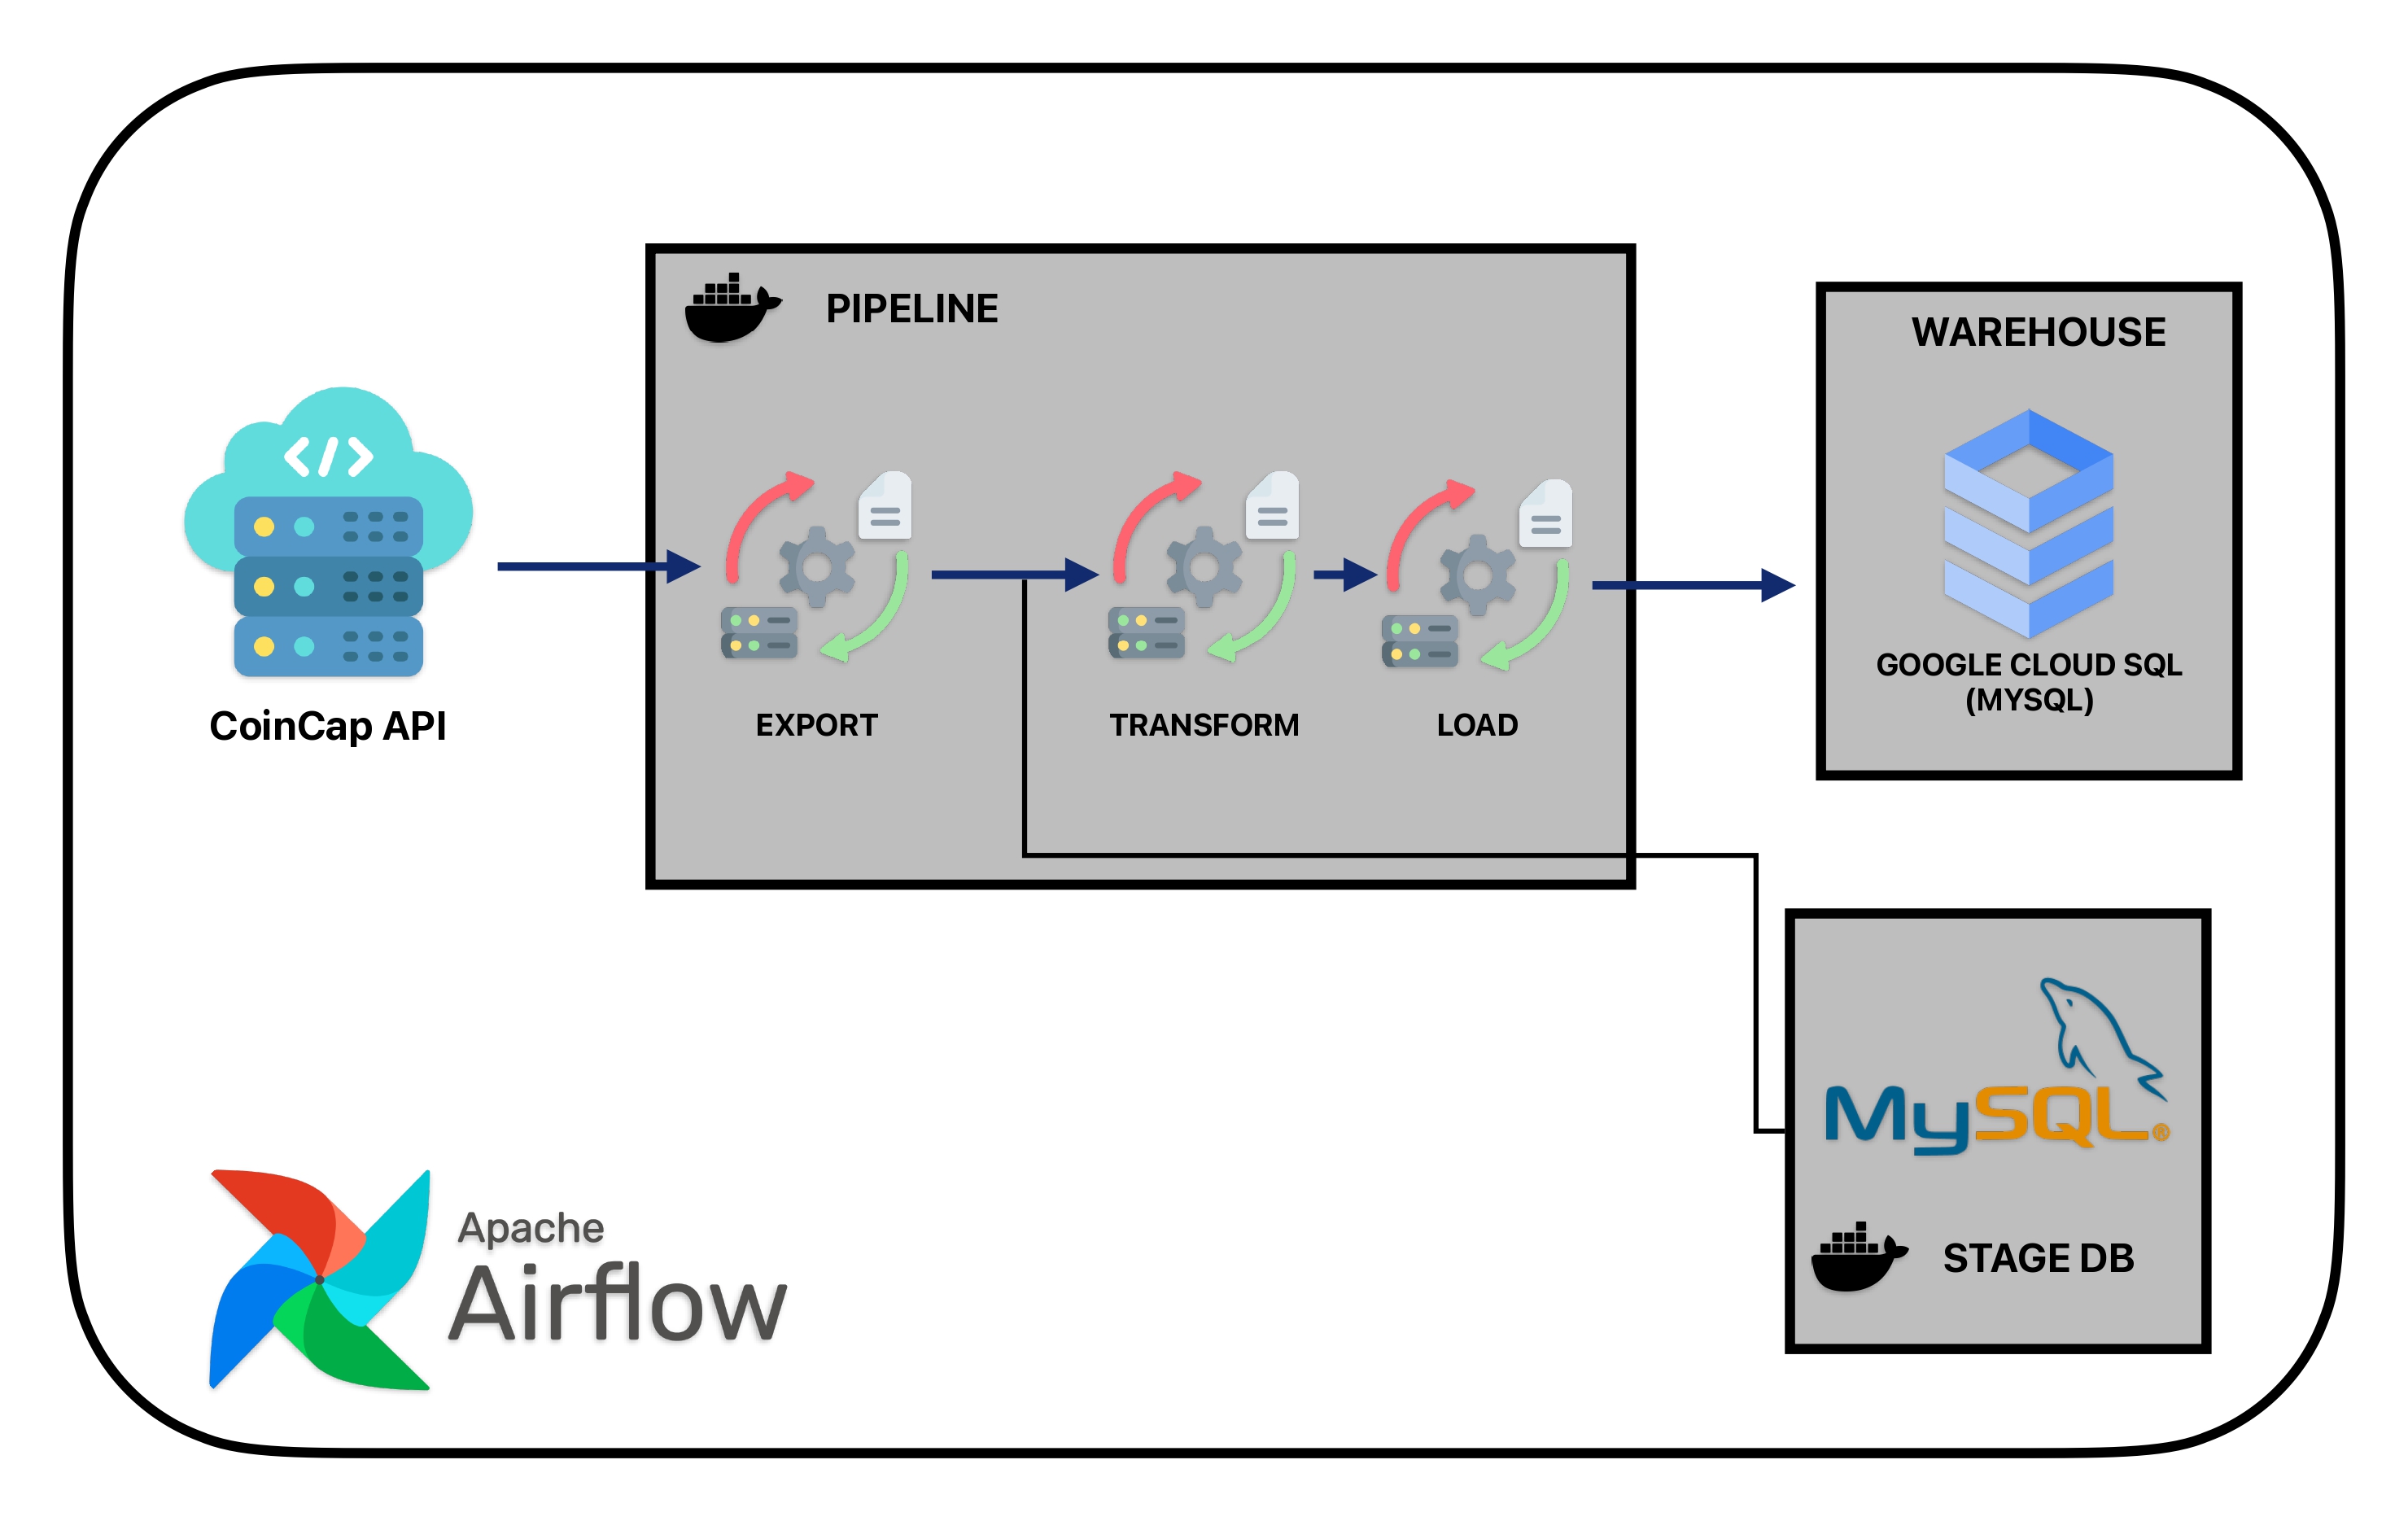 PIPELINE
WAREHOUSE
</>
GOOGLE CLOUD SQL
(MYSQL)
CoinCap API
EXPORT
TRANSFORM
LOAD
MySQL®
STAGE DB
Apache
Airflow